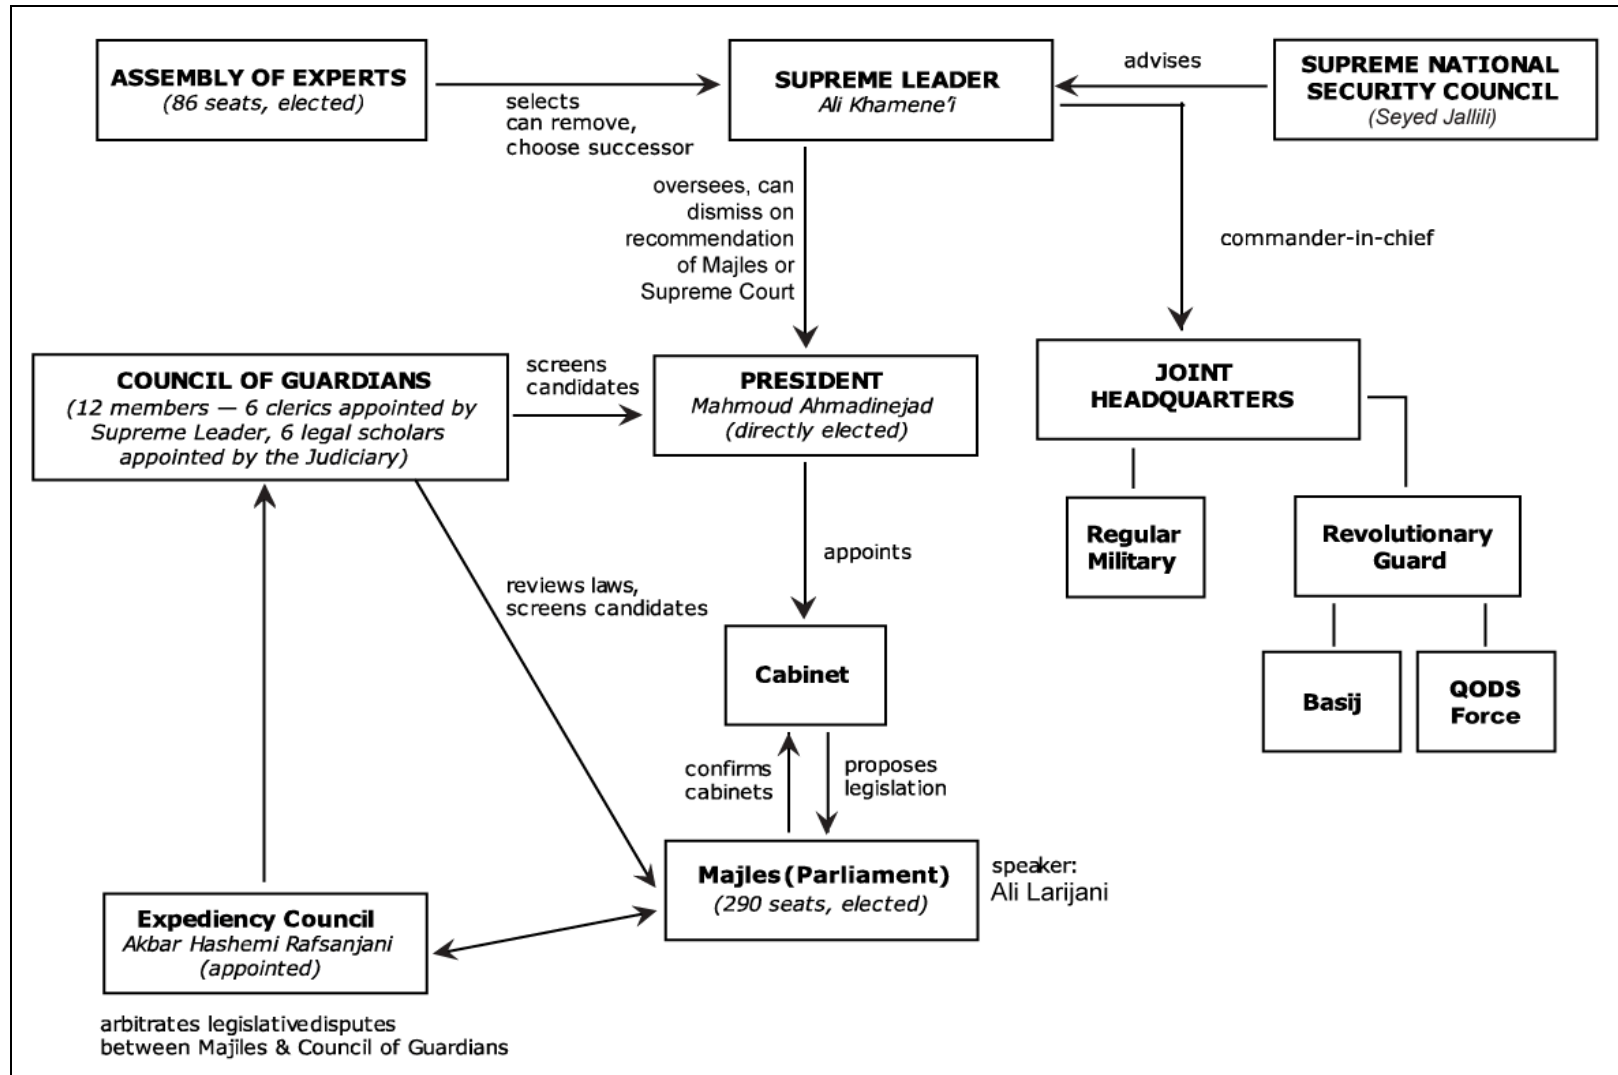 ASSEMBLY OF EXPERTS
(86 seats, elected)
selects
can remove,
choose successor
SUPREME LEADER
Ali Khamene’i
advises
SUPREME NATIONAL
SECURITY COUNCIL
(Seyed Jallili)
oversees, can
dismiss on
recommendation
of Majles or
Supreme Court
commander-in-chief
COUNCIL OF GUARDIANS
(12 members — 6 clerics appointed by
Supreme Leader, 6 legal scholars
appointed by the Judiciary)
screens
candidates
PRESIDENT
Mahmoud Ahmadinejad
(directly elected)
JOINT
HEADQUARTERS
Regular
Military
Revolutionary
Guard
Basij
QODS
Force
appoints
reviews laws,
screens candidates
Cabinet
confirms
cabinets
proposes
legislation
Majles (Parliament)
(290 seats, elected)
speaker:
Ali Larijani
Expediency Council
Akbar Hashemi Rafsanjani
(appointed)
arbitrates legislativedisputes
between Majiles & Council of Guardians